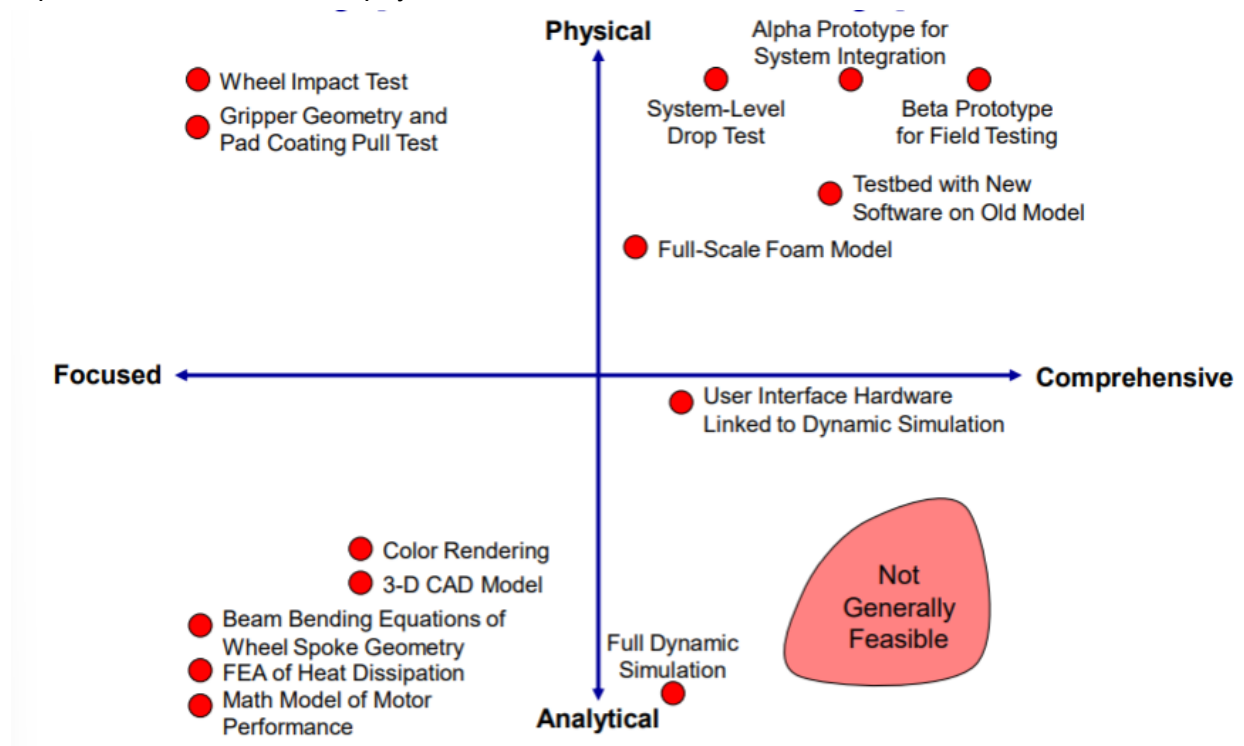 Physical
Alpha Prototype for
System Integration
Wheel Impact Test
Gripper Geometry and
Pad Coating Pull Test
System-Level
Drop Test
Beta Prototype
for Field Testing
Testbed with New
Software on Old Model
Full-Scale Foam Model
Focused
Comprehensive
User Interface Hardware
Linked to Dynamic Simulation
Color Rendering
3-D CAD Model
Beam Bending Equations of
Wheel Spoke Geometry
FEA of Heat Dissipation
Math Model of Motor
Performance
Full Dynamic
Simulation
Analytical
Not
Generally
Feasible